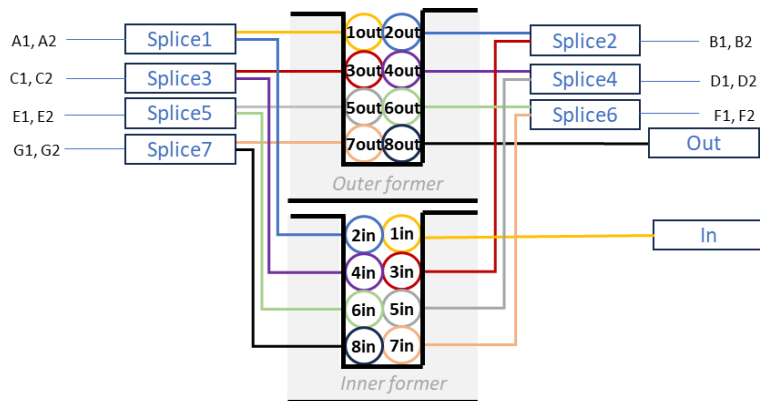 1out 2out
A1, A2 Splice1 Splice2 B1, B2
3out 4out
C1, C2 Splice3 Splice4 D1, D2
5out 6out
E1, E2 Splice5 Splice6 F1, F2
7out 8out
G1, G2 Splice7 Out
Outer former
2in 1in In
4in 3in
6in 5in
8in 7in
Inner former